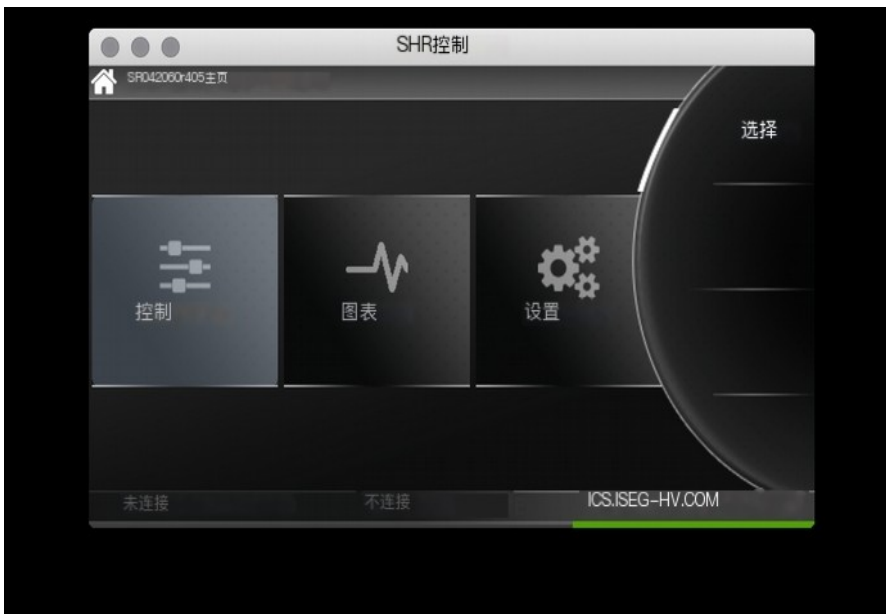 SHR控制
SR042060r405主页
选择
控制
图表
设置
未连接
不连接
ICS.ISEG-HV.COM